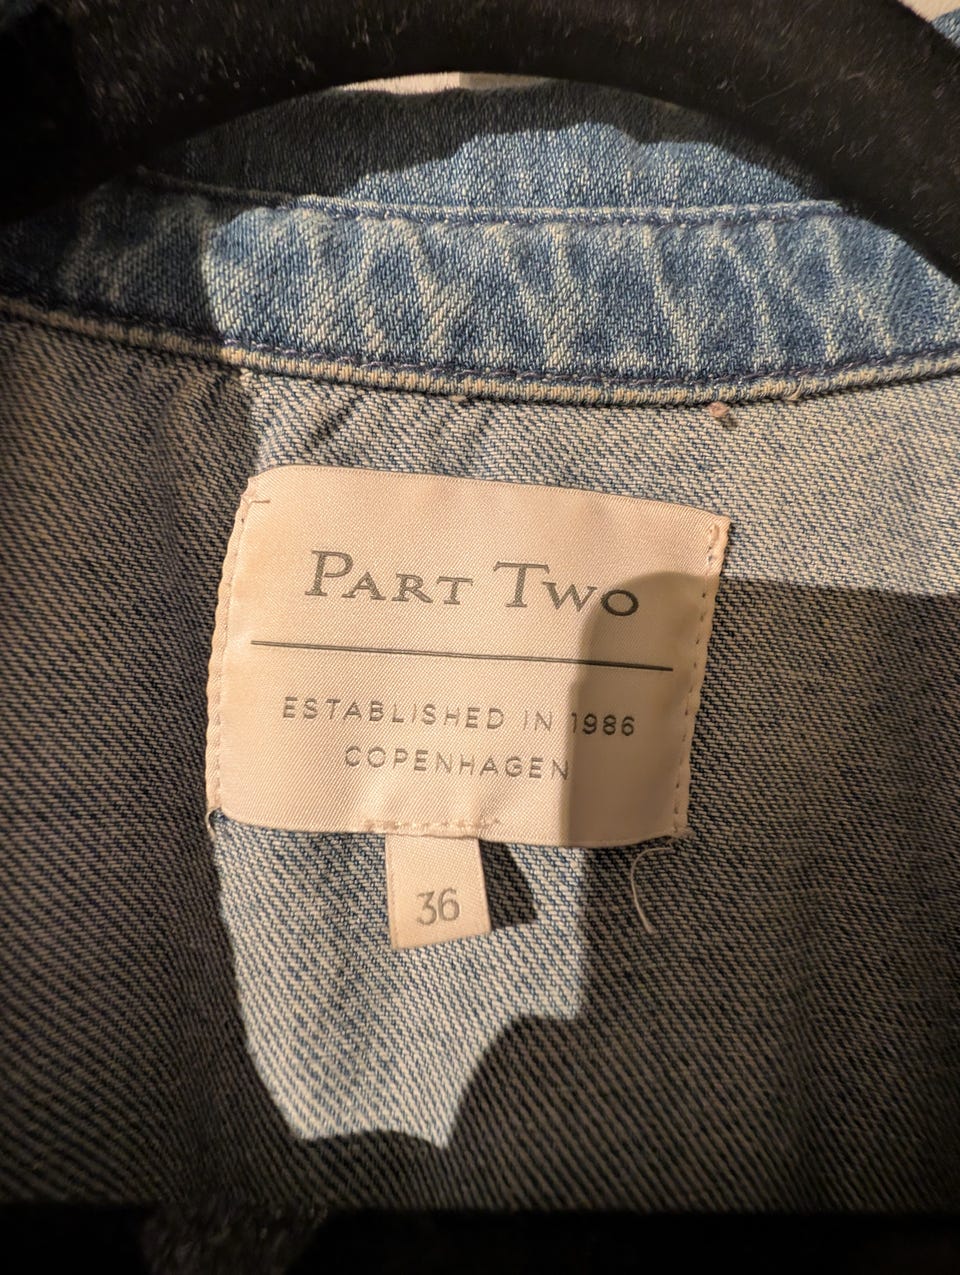 PART TWO
ESTABLISHED IN 1986
COPENHAGEN
36